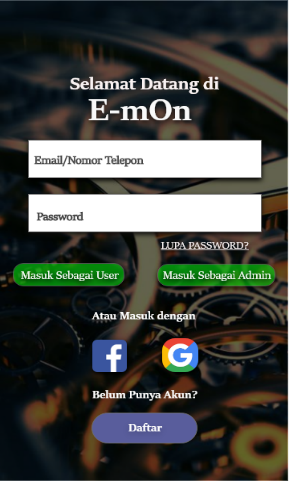 Selamat Datang di
E-mOn
Email/Nomor Telepon
Password
LUPA PASSWORD?
Masuk Sebagai User
Masuk Sebagai Admin
Atau Masuk dengan
f G
Belum Punya Akun?
Daftar